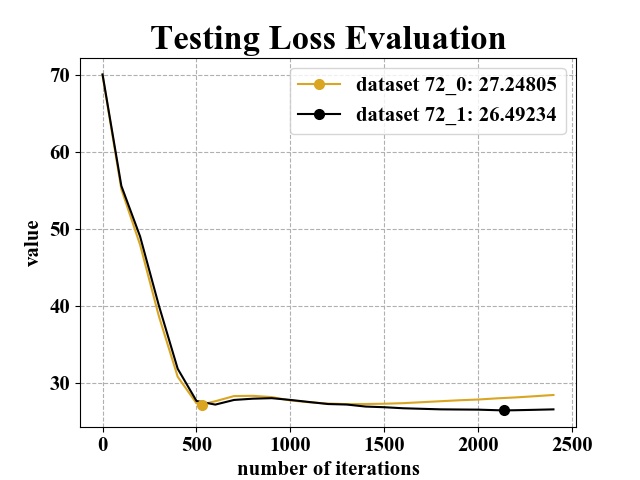 Testing Loss Evaluation
dataset 72_0: 27.24805
dataset 72_1: 26.49234
value
70
60
50
40
30
0 500 1000 1500 2000 2500
number of iterations